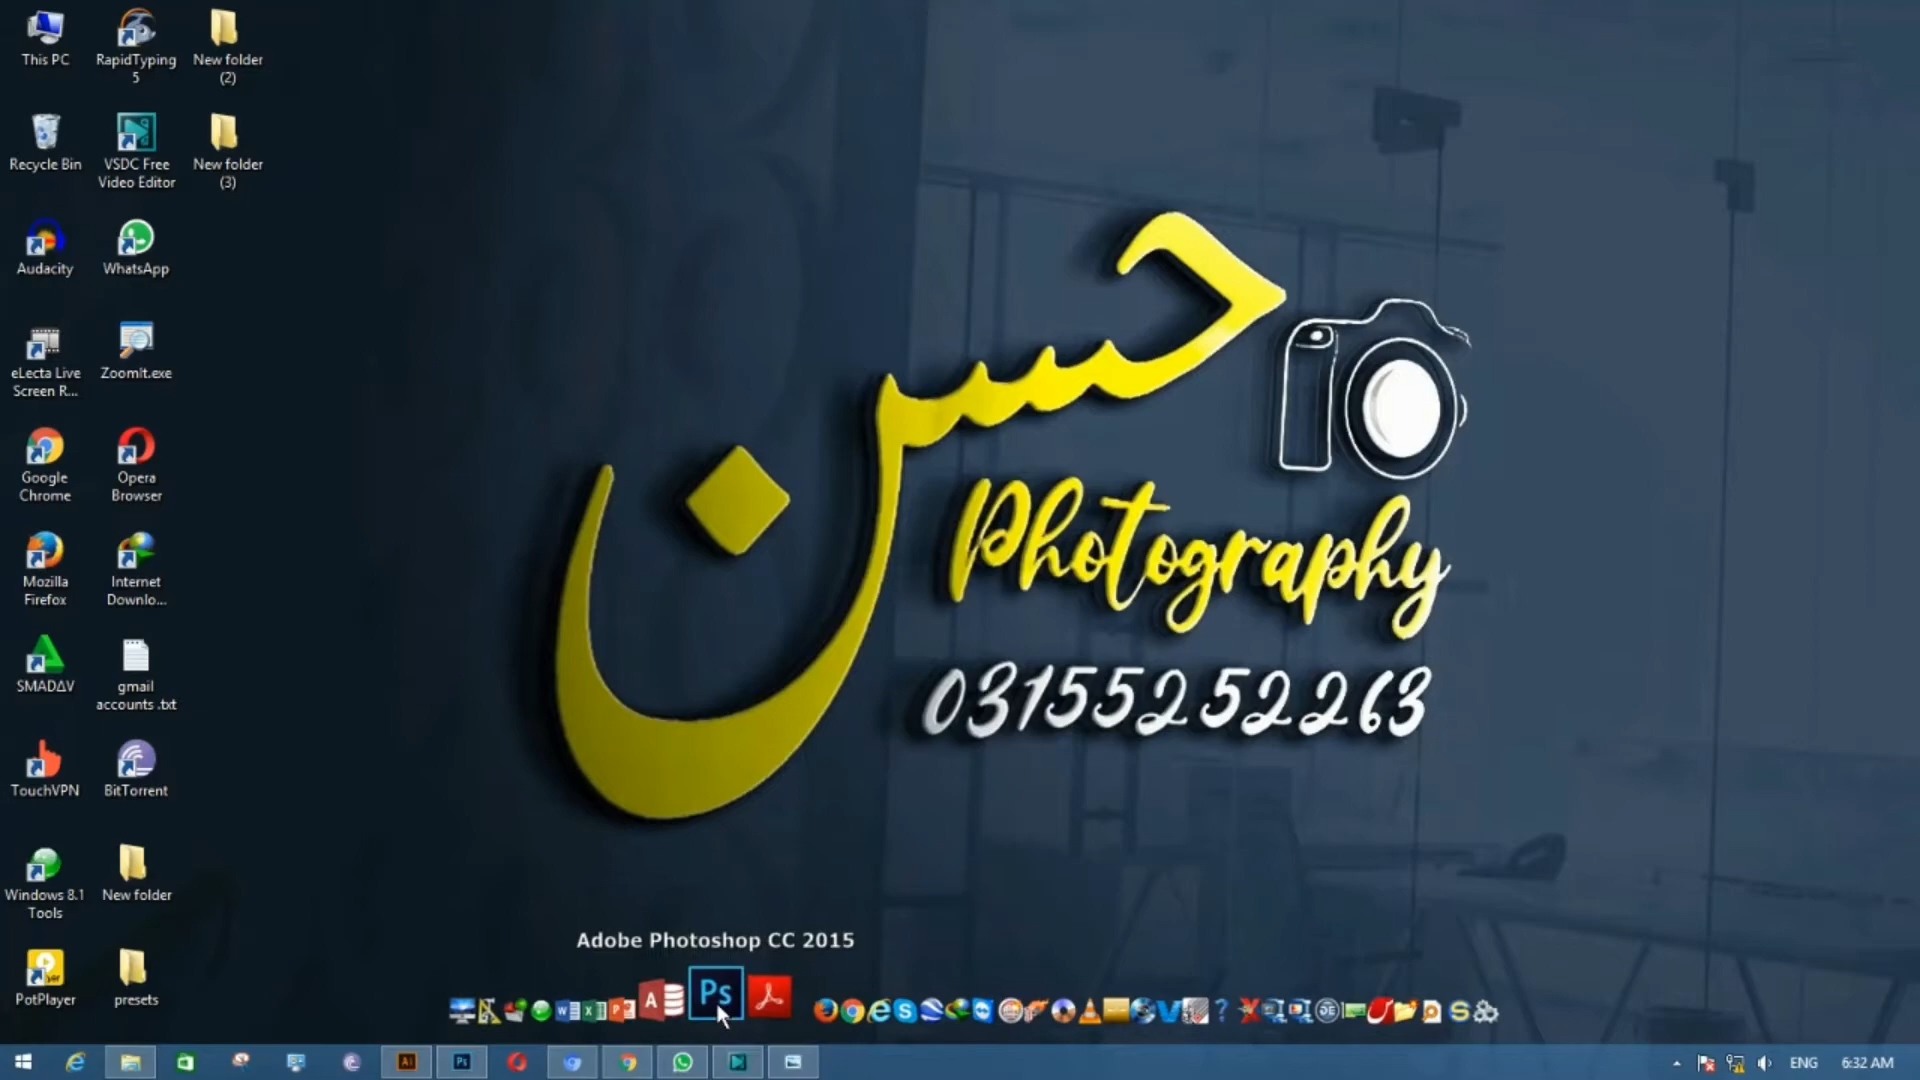 This PC
RapidTyping
5
New folder
(2)
Recycle Bin
VSDC Free
Video Editor
New folder
(3)
Audacity
WhatsApp
eLecta Live
Screen R...
ZoomIt.exe
Google
Chrome
Opera
Browser
Mozilla
Firefox
Internet
Downlo...
SMADΔV
gmail
accounts .txt
TouchVPN
BitTorrent
Windows 8.1
Tools
New folder
PotPlayer
presets
حسن
Photography
03155252263
Adobe Photoshop CC 2015
Ps
ENG
6:32 AM